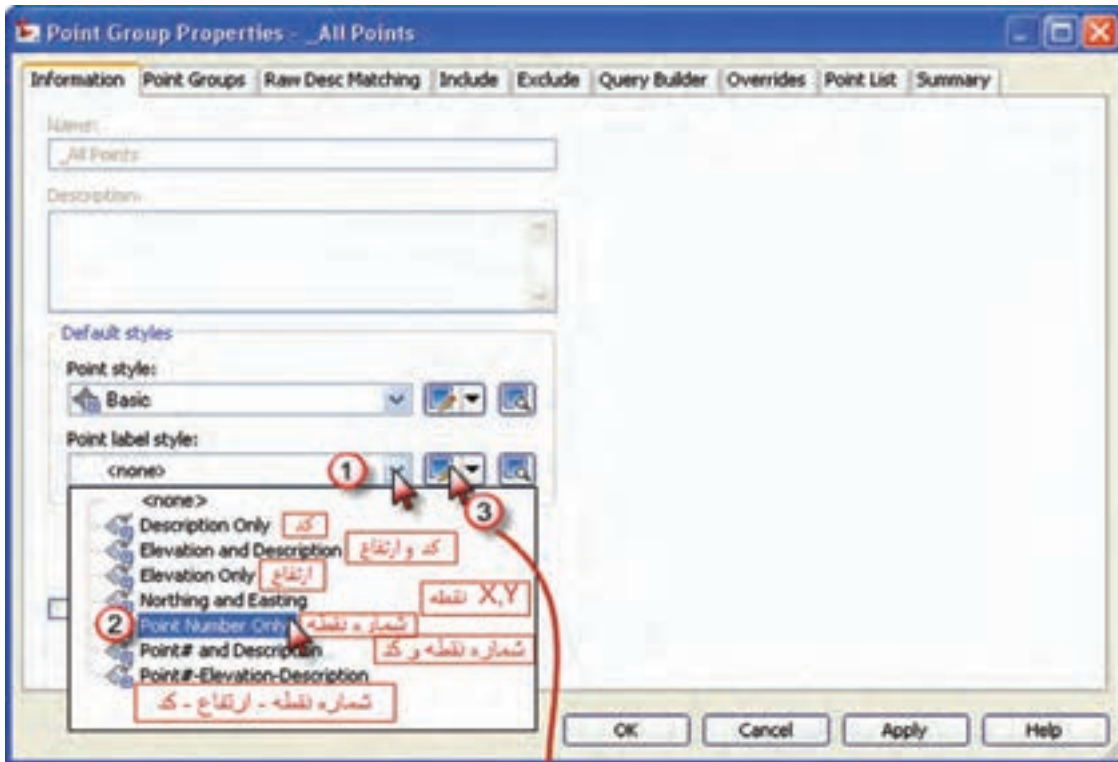 Point Group Properties - _All Points
Information Point Groups Raw Desc Matching Include Exclude Query Builder Overrides Point List Summary
Name:
_All Points
Description:
Default styles
Point style:
Basic
Point label style:
<none>
1
3
<none>
Description Only کد
Elevation and Description کد و ارتفاع
Elevation Only ارتفاع
Northing and Easting X,Y نقطه
2 Point Number Only شماره نقطه
Point# and Description شماره نقطه و کد
Point#-Elevation-Description
شماره نقطه - ارتفاع - کد
OK Cancel Apply Help